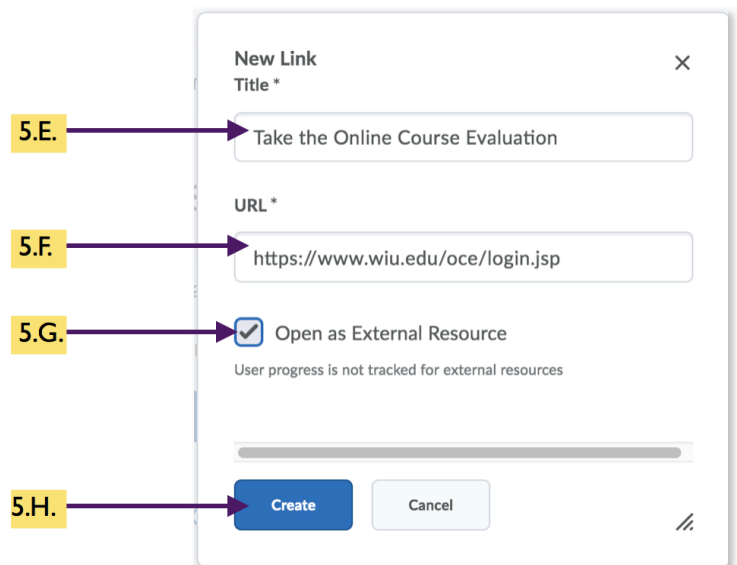 New Link
Title *
5.E.
Take the Online Course Evaluation
URL *
5.F.
https://www.wiu.edu/oce/login.jsp
5.G.
Open as External Resource
User progress is not tracked for external resources
5.H.
Create
Cancel